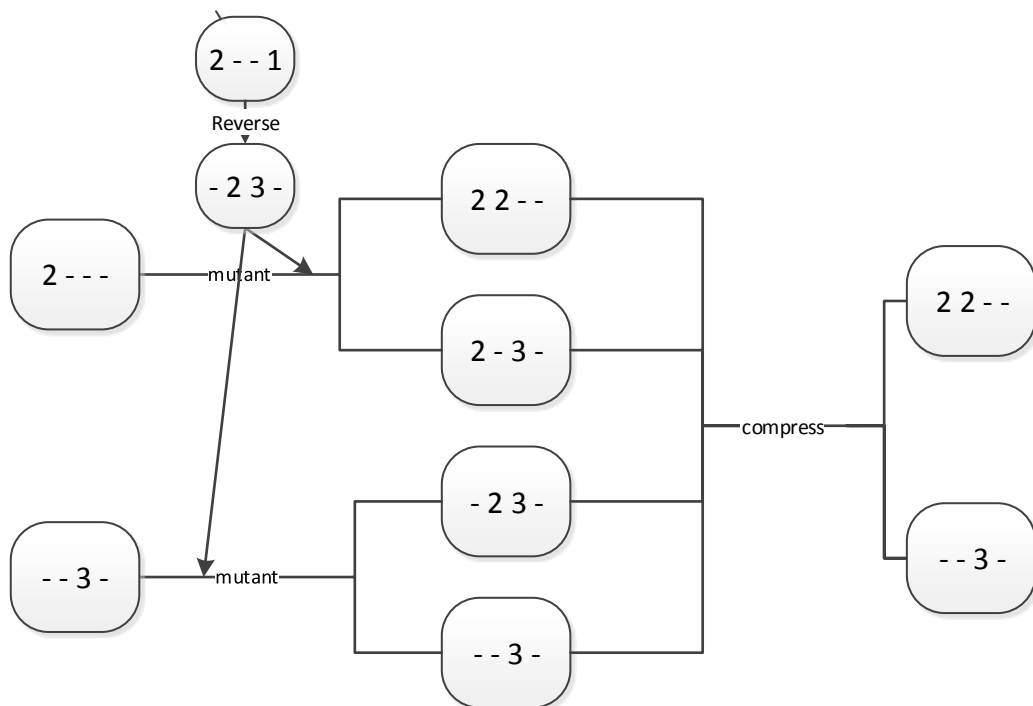 2 - - 1
Reverse
- 2 3 -
2 - - -
mutant
2 2 - -
2 - 3 -
- - 3 -
mutant
- 2 3 -
- - 3 -
compress
2 2 - -
- - 3 -